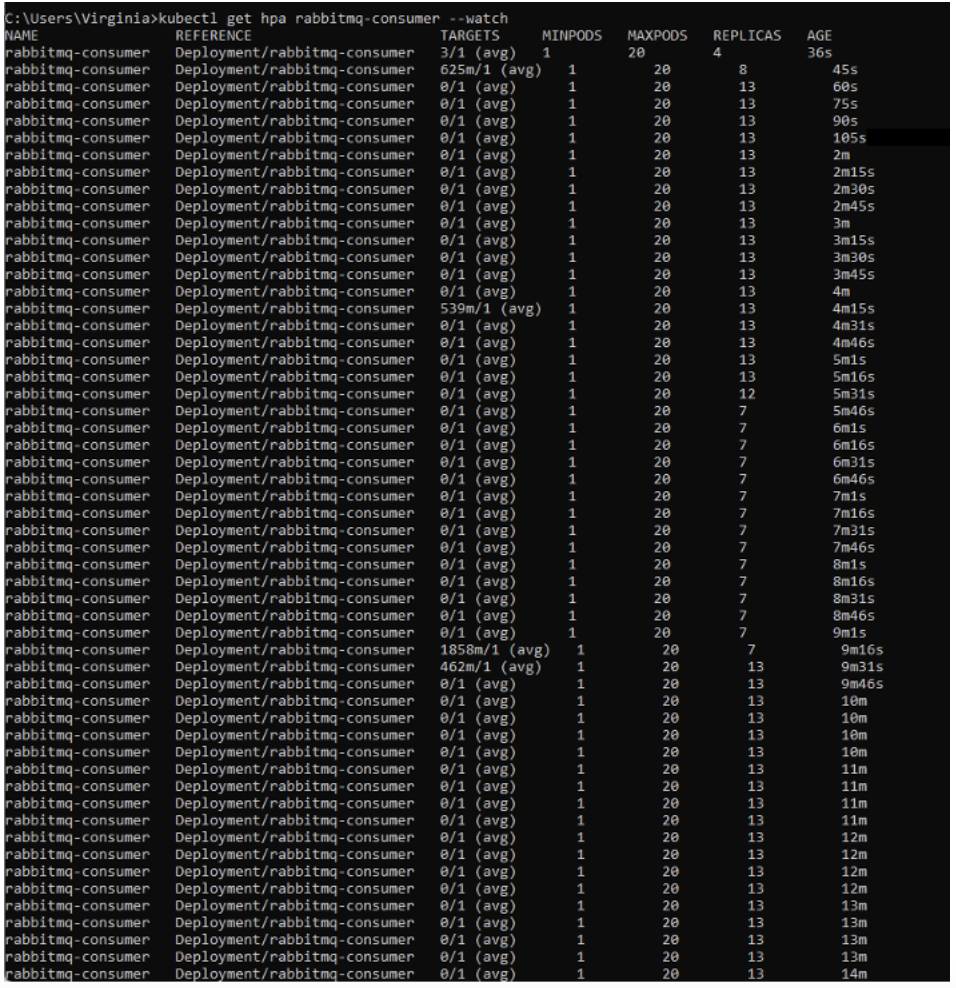 C:\Users\Virginia>kubectl get hpa rabbitmq-consumer --watch
NAME REFERENCE TARGETS MINPODS MAXPODS REPLICAS AGE
rabbitmq-consumer Deployment/rabbitmq-consumer 3/1 (avg) 1 20 4 36s
rabbitmq-consumer Deployment/rabbitmq-consumer 625m/1 (avg) 1 20 8 45s
rabbitmq-consumer Deployment/rabbitmq-consumer 0/1 (avg) 1 20 13 60s
rabbitmq-consumer Deployment/rabbitmq-consumer 0/1 (avg) 1 20 13 75s
rabbitmq-consumer Deployment/rabbitmq-consumer 0/1 (avg) 1 20 13 90s
rabbitmq-consumer Deployment/rabbitmq-consumer 0/1 (avg) 1 20 13 105s
rabbitmq-consumer Deployment/rabbitmq-consumer 0/1 (avg) 1 20 13 2m
rabbitmq-consumer Deployment/rabbitmq-consumer 0/1 (avg) 1 20 13 2m15s
rabbitmq-consumer Deployment/rabbitmq-consumer 0/1 (avg) 1 20 13 2m30s
rabbitmq-consumer Deployment/rabbitmq-consumer 0/1 (avg) 1 20 13 2m45s
rabbitmq-consumer Deployment/rabbitmq-consumer 0/1 (avg) 1 20 13 3m
rabbitmq-consumer Deployment/rabbitmq-consumer 0/1 (avg) 1 20 13 3m15s
rabbitmq-consumer Deployment/rabbitmq-consumer 0/1 (avg) 1 20 13 3m30s
rabbitmq-consumer Deployment/rabbitmq-consumer 0/1 (avg) 1 20 13 3m45s
rabbitmq-consumer Deployment/rabbitmq-consumer 0/1 (avg) 1 20 13 4m
rabbitmq-consumer Deployment/rabbitmq-consumer 539m/1 (avg) 1 20 13 4m15s
rabbitmq-consumer Deployment/rabbitmq-consumer 0/1 (avg) 1 20 13 4m31s
rabbitmq-consumer Deployment/rabbitmq-consumer 0/1 (avg) 1 20 13 4m46s
rabbitmq-consumer Deployment/rabbitmq-consumer 0/1 (avg) 1 20 13 5m1s
rabbitmq-consumer Deployment/rabbitmq-consumer 0/1 (avg) 1 20 13 5m16s
rabbitmq-consumer Deployment/rabbitmq-consumer 0/1 (avg) 1 20 12 5m31s
rabbitmq-consumer Deployment/rabbitmq-consumer 0/1 (avg) 1 20 7 5m46s
rabbitmq-consumer Deployment/rabbitmq-consumer 0/1 (avg) 1 20 7 6m1s
rabbitmq-consumer Deployment/rabbitmq-consumer 0/1 (avg) 1 20 7 6m16s
rabbitmq-consumer Deployment/rabbitmq-consumer 0/1 (avg) 1 20 7 6m31s
rabbitmq-consumer Deployment/rabbitmq-consumer 0/1 (avg) 1 20 7 6m46s
rabbitmq-consumer Deployment/rabbitmq-consumer 0/1 (avg) 1 20 7 7m1s
rabbitmq-consumer Deployment/rabbitmq-consumer 0/1 (avg) 1 20 7 7m16s
rabbitmq-consumer Deployment/rabbitmq-consumer 0/1 (avg) 1 20 7 7m31s
rabbitmq-consumer Deployment/rabbitmq-consumer 0/1 (avg) 1 20 7 7m46s
rabbitmq-consumer Deployment/rabbitmq-consumer 0/1 (avg) 1 20 7 8m1s
rabbitmq-consumer Deployment/rabbitmq-consumer 0/1 (avg) 1 20 7 8m16s
rabbitmq-consumer Deployment/rabbitmq-consumer 0/1 (avg) 1 20 7 8m31s
rabbitmq-consumer Deployment/rabbitmq-consumer 0/1 (avg) 1 20 7 8m46s
rabbitmq-consumer Deployment/rabbitmq-consumer 0/1 (avg) 1 20 7 9m1s
rabbitmq-consumer Deployment/rabbitmq-consumer 1858m/1 (avg) 1 20 7 9m16s
rabbitmq-consumer Deployment/rabbitmq-consumer 462m/1 (avg) 1 20 13 9m31s
rabbitmq-consumer Deployment/rabbitmq-consumer 0/1 (avg) 1 20 13 9m46s
rabbitmq-consumer Deployment/rabbitmq-consumer 0/1 (avg) 1 20 13 10m
rabbitmq-consumer Deployment/rabbitmq-consumer 0/1 (avg) 1 20 13 10m
rabbitmq-consumer Deployment/rabbitmq-consumer 0/1 (avg) 1 20 13 10m
rabbitmq-consumer Deployment/rabbitmq-consumer 0/1 (avg) 1 20 13 10m
rabbitmq-consumer Deployment/rabbitmq-consumer 0/1 (avg) 1 20 13 11m
rabbitmq-consumer Deployment/rabbitmq-consumer 0/1 (avg) 1 20 13 11m
rabbitmq-consumer Deployment/rabbitmq-consumer 0/1 (avg) 1 20 13 11m
rabbitmq-consumer Deployment/rabbitmq-consumer 0/1 (avg) 1 20 13 11m
rabbitmq-consumer Deployment/rabbitmq-consumer 0/1 (avg) 1 20 13 12m
rabbitmq-consumer Deployment/rabbitmq-consumer 0/1 (avg) 1 20 13 12m
rabbitmq-consumer Deployment/rabbitmq-consumer 0/1 (avg) 1 20 13 12m
rabbitmq-consumer Deployment/rabbitmq-consumer 0/1 (avg) 1 20 13 12m
rabbitmq-consumer Deployment/rabbitmq-consumer 0/1 (avg) 1 20 13 13m
rabbitmq-consumer Deployment/rabbitmq-consumer 0/1 (avg) 1 20 13 13m
rabbitmq-consumer Deployment/rabbitmq-consumer 0/1 (avg) 1 20 13 13m
rabbitmq-consumer Deployment/rabbitmq-consumer 0/1 (avg) 1 20 13 13m
rabbitmq-consumer Deployment/rabbitmq-consumer 0/1 (avg) 1 20 13 14m